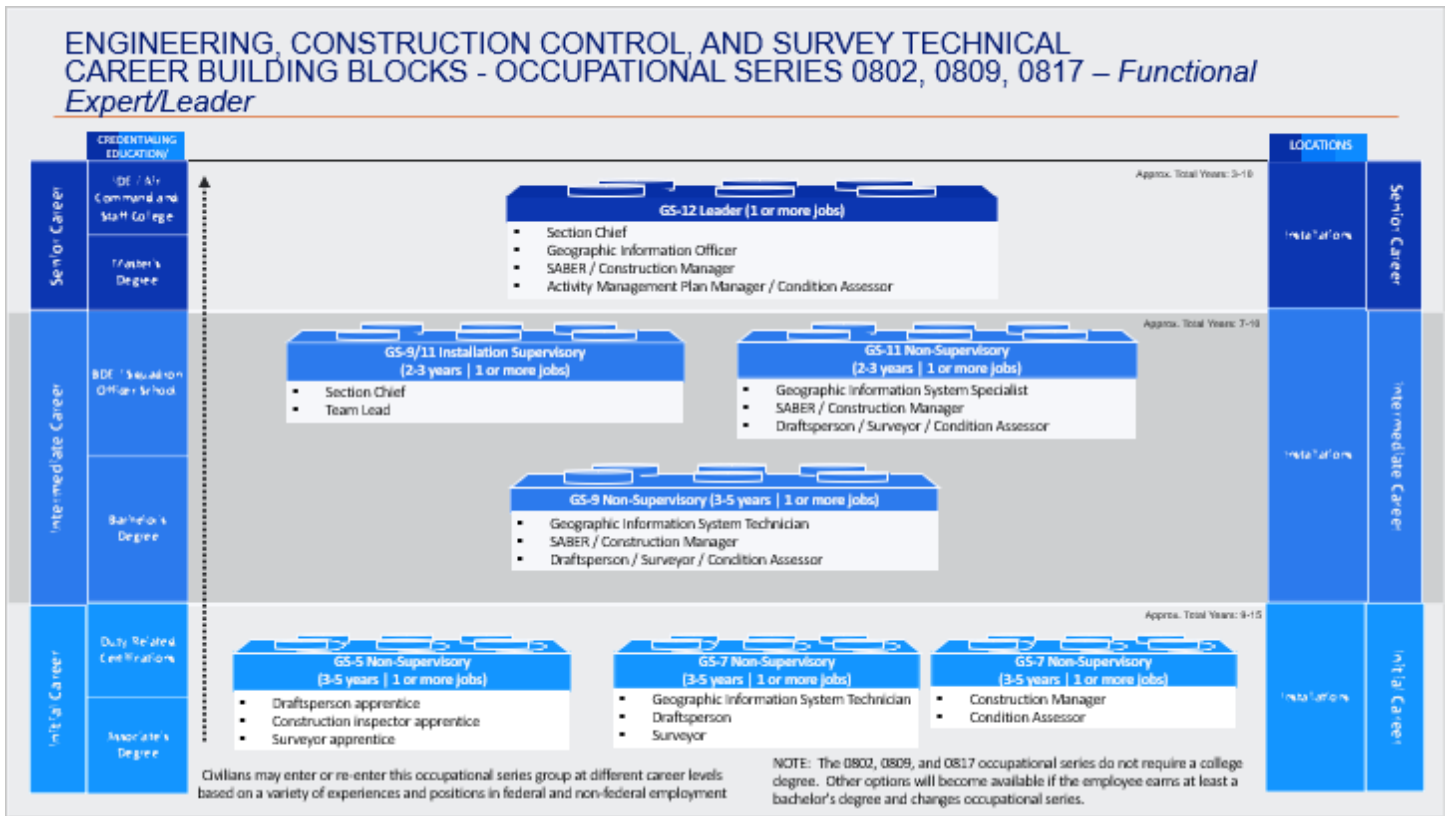 ENGINEERING, CONSTRUCTION CONTROL, AND SURVEY TECHNICAL
CAREER BUILDING BLOCKS - OCCUPATIONAL SERIES 0802, 0809, 0817 – Functional
Expert/Leader
CREDENTIALING
EDUCATION/
LOCATIONS
Senior Career
IDE / Air
Command and
Staff College
Master's
Degree
Approx. Total Years: 3-10
GS-12 Leader (1 or more jobs)
▪ Section Chief
▪ Geographic Information Officer
▪ SABER / Construction Manager
▪ Activity Management Plan Manager / Condition Assessor
Installations
Senior Career
Intermediate Career
BDE / Squadron
Officer School
Bachelor's
Degree
Approx. Total Years: 7-10
GS-9/11 Installation Supervisory
(2-3 years | 1 or more jobs)
▪ Section Chief
▪ Team Lead
GS-11 Non-Supervisory
(2-3 years | 1 or more jobs)
▪ Geographic Information System Specialist
▪ SABER / Construction Manager
▪ Draftsperson / Surveyor / Condition Assessor
GS-9 Non-Supervisory (3-5 years | 1 or more jobs)
▪ Geographic Information System Technician
▪ SABER / Construction Manager
▪ Draftsperson / Surveyor / Condition Assessor
Installations
Intermediate Career
Initial Career
Duty Related
Certifications
Associate's
Degree
Approx. Total Years: 9-15
GS-5 Non-Supervisory
(3-5 years | 1 or more jobs)
▪ Draftsperson apprentice
▪ Construction inspector apprentice
▪ Surveyor apprentice
GS-7 Non-Supervisory
(3-5 years | 1 or more jobs)
▪ Geographic Information System Technician
▪ Draftsperson
▪ Surveyor
GS-7 Non-Supervisory
(3-5 years | 1 or more jobs)
▪ Construction Manager
▪ Condition Assessor
Installations
Initial Career
Civilians may enter or re-enter this occupational series group at different career levels
based on a variety of experiences and positions in federal and non-federal employment
NOTE: The 0802, 0809, and 0817 occupational series do not require a college
degree. Other options will become available if the employee earns at least a
bachelor's degree and changes occupational series.